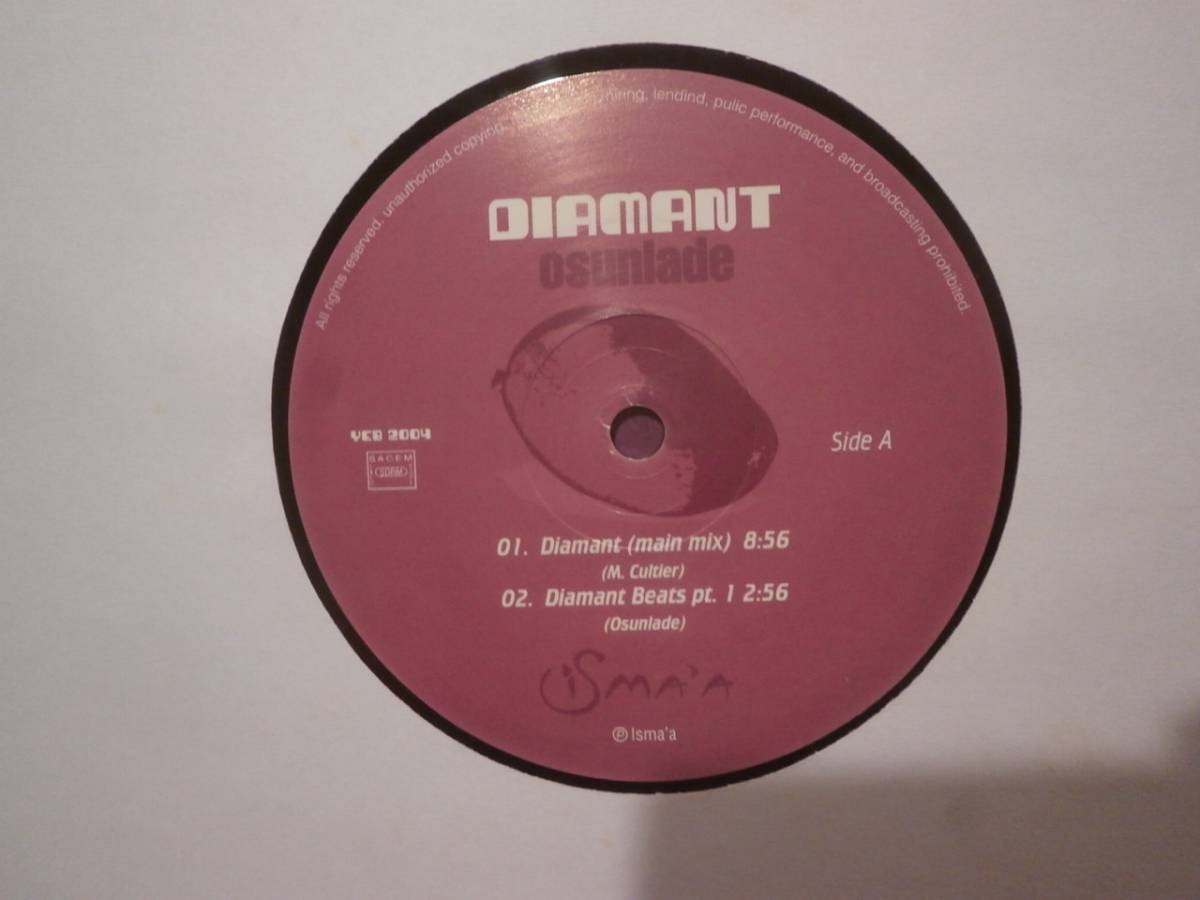 All rights reserved. unauthorized copying hiring, lendind, pulic performance, and broadcasting prohibited.
DIAMANT
osunlade
YEB 2004
SACEM
Side A
01. Diamant (main mix) 8:56
(M. Cultier)
02. Diamant Beats pt. 1 2:56
(Osunlade)
iSMA'A
℗ Isma'a